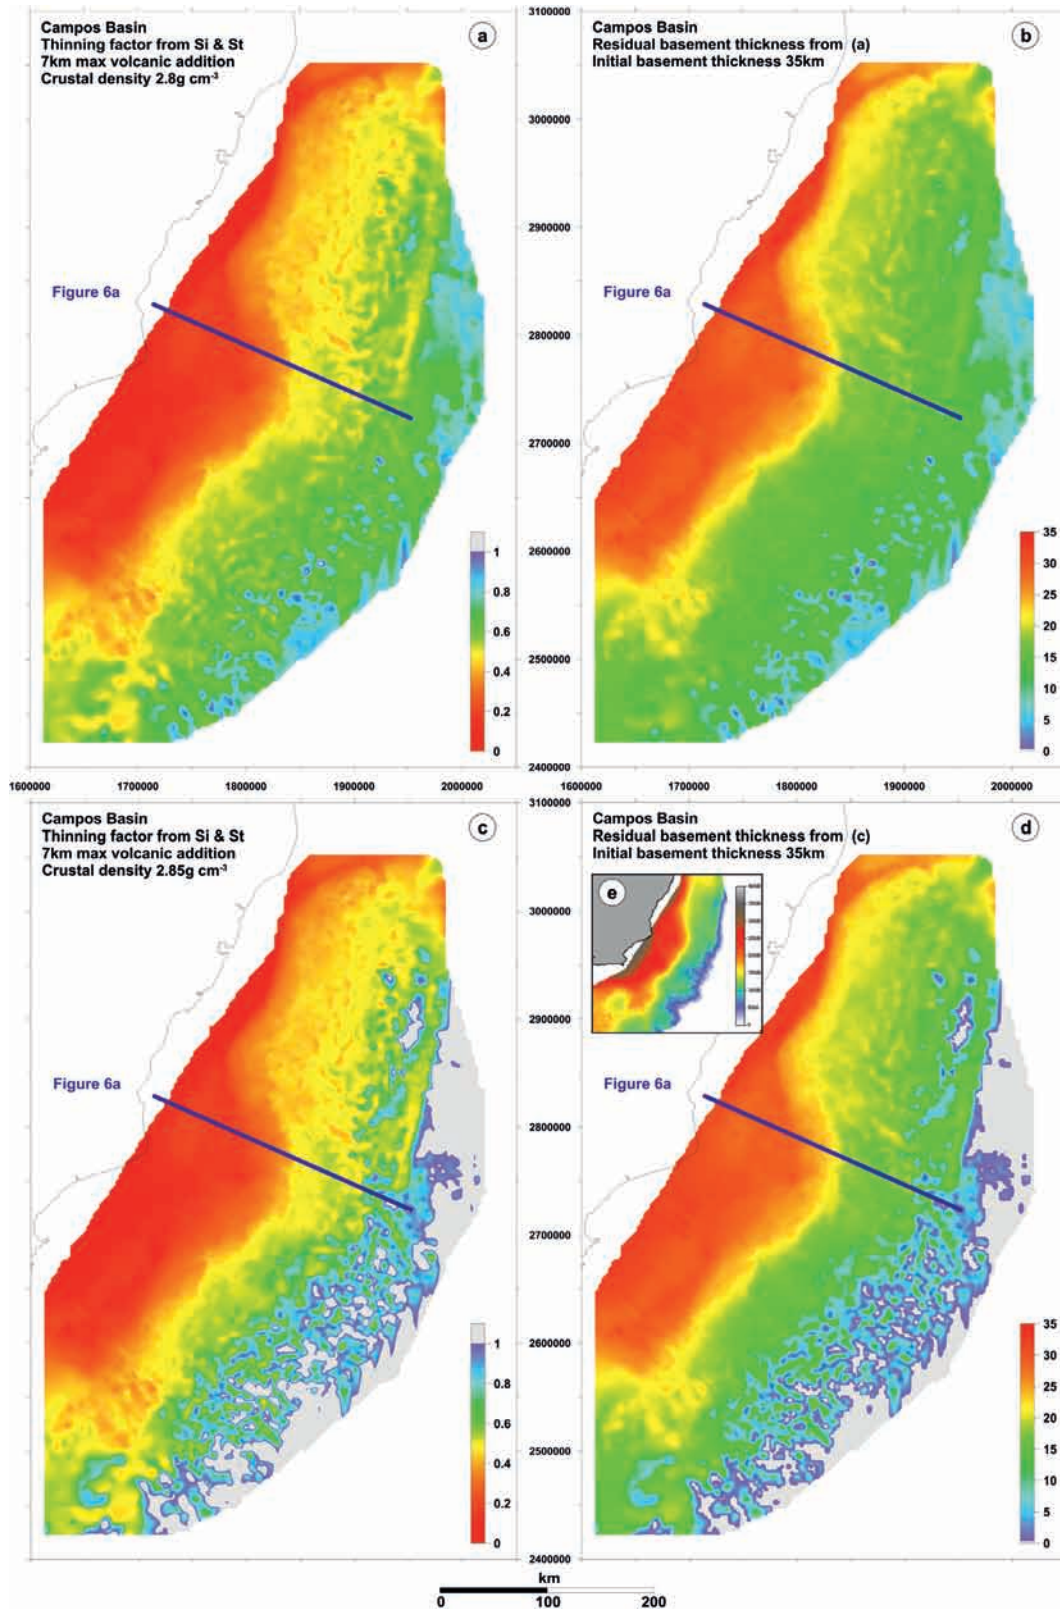 Campos Basin
Thinning factor from Si & St
7km max volcanic addition
Crustal density 2.8g cm⁻³
a
Figure 6a
1
0.8
0.6
0.4
0.2
0
3100000
3000000
2900000
2800000
2700000
2600000
2500000
2400000
Campos Basin
Residual basement thickness from (a)
Initial basement thickness 35km
b
Figure 6a
35
30
25
20
15
10
5
0
1600000 1700000 1800000 1900000 2000000
1600000 1700000 1800000 1900000 2000000
Campos Basin
Thinning factor from Si & St
7km max volcanic addition
Crustal density 2.85g cm⁻³
c
Figure 6a
1
0.8
0.6
0.4
0.2
0
3100000
3000000
2900000
2800000
2700000
2600000
2500000
2400000
Campos Basin
Residual basement thickness from (c)
Initial basement thickness 35km
d
e
Figure 6a
35
30
25
20
15
10
5
0
km
0 100 200